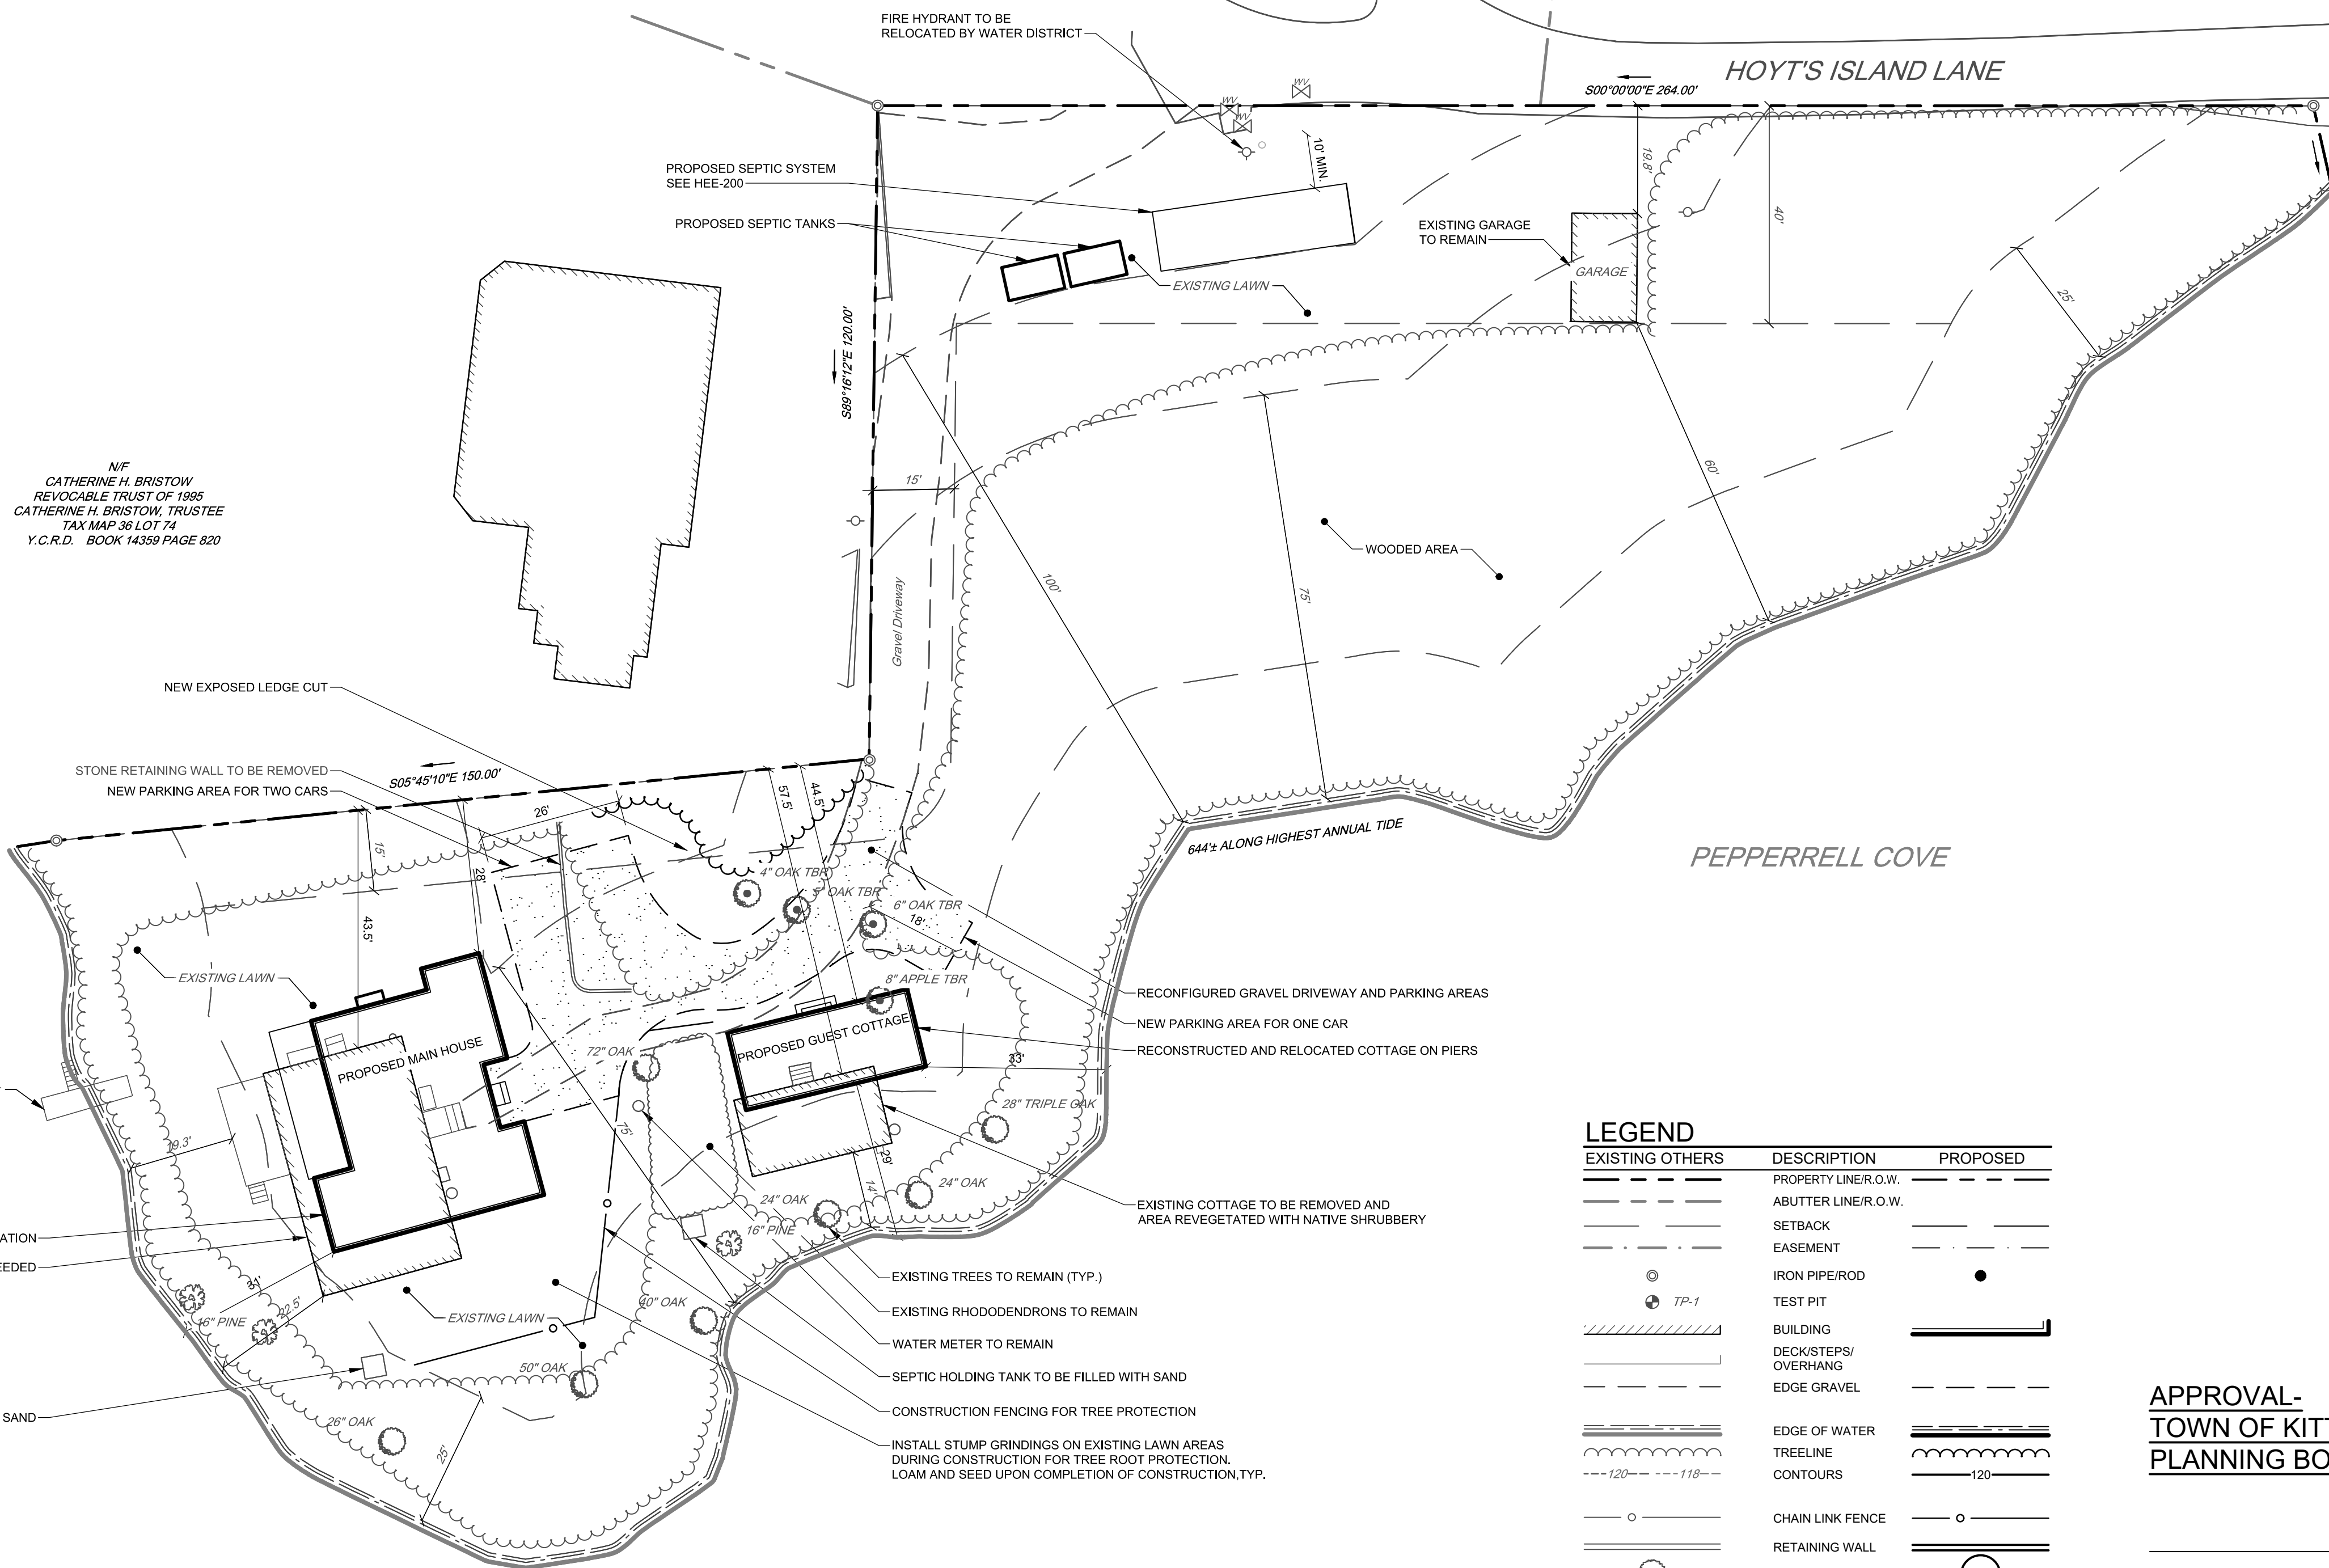 FIRE HYDRANT TO BE
RELOCATED BY WATER DISTRICT
HOYT'S ISLAND LANE
S00°00'00"E 264.00'
WV
WV
WV
10' MIN.
19.8'
40'
PROPOSED SEPTIC SYSTEM
SEE HEE-200
PROPOSED SEPTIC TANKS
EXISTING GARAGE
TO REMAIN
GARAGE
EXISTING LAWN
25'
S89°16'12"E 120.00'
N/F
CATHERINE H. BRISTOW
REVOCABLE TRUST OF 1995
CATHERINE H. BRISTOW, TRUSTEE
TAX MAP 36 LOT 74
Y.C.R.D. BOOK 14359 PAGE 820
15'
60'
WOODED AREA
100'
75'
Gravel Driveway
NEW EXPOSED LEDGE CUT
STONE RETAINING WALL TO BE REMOVED
NEW PARKING AREA FOR TWO CARS
S05°45'10"E 150.00'
26'
57.5'
44.5'
15'
28'
43.5'
644'± ALONG HIGHEST ANNUAL TIDE
PEPPERRELL COVE
4" OAK TBR
5" OAK TBR
6" OAK TBR
18'
8" APPLE TBR
EXISTING LAWN
RECONFIGURED GRAVEL DRIVEWAY AND PARKING AREAS
NEW PARKING AREA FOR ONE CAR
RECONSTRUCTED AND RELOCATED COTTAGE ON PIERS
PROPOSED MAIN HOUSE
PROPOSED GUEST COTTAGE
72" OAK
33'
28" TRIPLE OAK
75'
19.3'
29'
14'
24" OAK
24" OAK
16" PINE
EXISTING COTTAGE TO BE REMOVED AND
AREA REVEGETATED WITH NATIVE SHRUBBERY
ATION
EEDED
EXISTING TREES TO REMAIN (TYP.)
EXISTING RHODODENDRONS TO REMAIN
WATER METER TO REMAIN
SEPTIC HOLDING TANK TO BE FILLED WITH SAND
CONSTRUCTION FENCING FOR TREE PROTECTION
INSTALL STUMP GRINDINGS ON EXISTING LAWN AREAS
DURING CONSTRUCTION FOR TREE ROOT PROTECTION.
LOAM AND SEED UPON COMPLETION OF CONSTRUCTION,TYP.
31'
22.5'
16" PINE
EXISTING LAWN
40" OAK
50" OAK
SAND
26" OAK
25'
LEGEND
EXISTING OTHERS DESCRIPTION PROPOSED
PROPERTY LINE/R.O.W.
ABUTTER LINE/R.O.W.
SETBACK
EASEMENT
IRON PIPE/ROD
TP-1 TEST PIT
BUILDING
DECK/STEPS/
OVERHANG
EDGE GRAVEL
EDGE OF WATER
TREELINE
120 118 CONTOURS 120
CHAIN LINK FENCE
RETAINING WALL
APPROVAL-
TOWN OF KITT
PLANNING BO